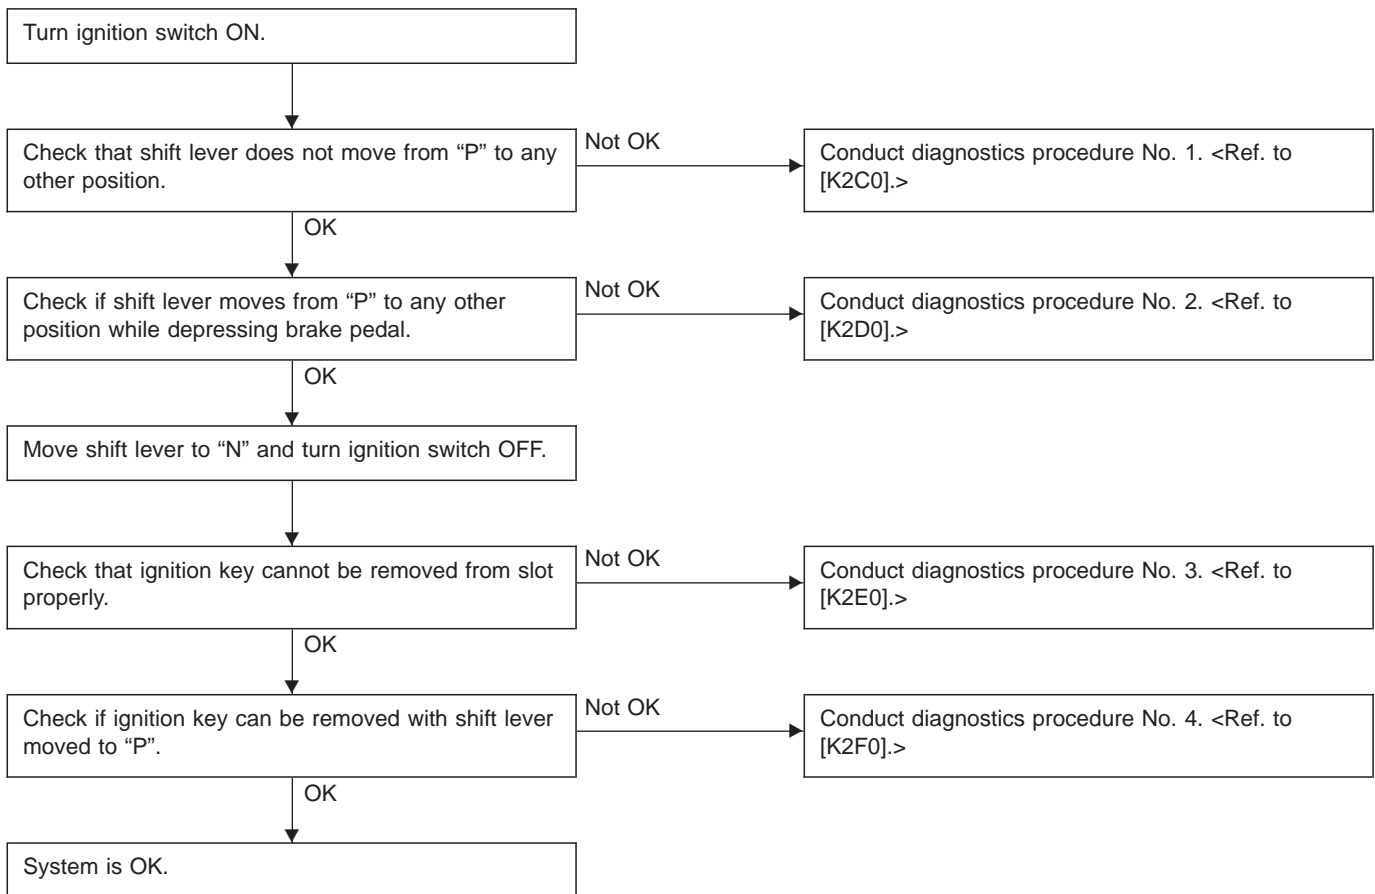 Turn ignition switch ON.
Check that shift lever does not move from “P” to any
other position.
Not OK
Conduct diagnostics procedure No. 1. <Ref. to
[K2C0].>
OK
Check if shift lever moves from “P” to any other
position while depressing brake pedal.
Not OK
Conduct diagnostics procedure No. 2. <Ref. to
[K2D0].>
OK
Move shift lever to “N” and turn ignition switch OFF.
Check that ignition key cannot be removed from slot
properly.
Not OK
Conduct diagnostics procedure No. 3. <Ref. to
[K2E0].>
OK
Check if ignition key can be removed with shift lever
moved to “P”.
Not OK
Conduct diagnostics procedure No. 4. <Ref. to
[K2F0].>
OK
System is OK.